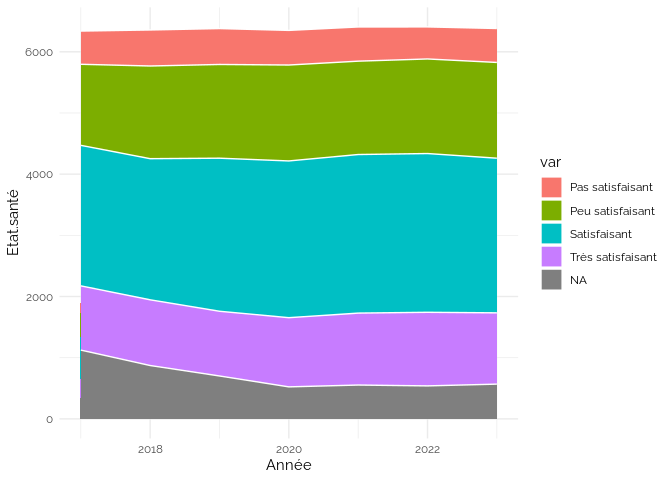 6000
4000
2000
0
Etat.santé
2018
2020
2022
Année
var
Pas satisfaisant
Peu satisfaisant
Satisfaisant
Très satisfaisant
NA